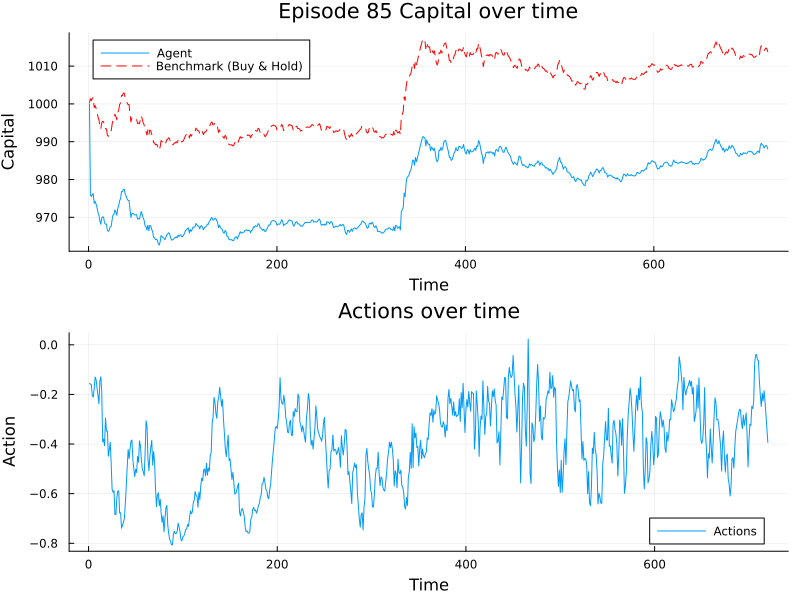 Episode 85 Capital over time
Agent
Benchmark (Buy & Hold)
1010
1000
990
980
970
Capital
0
200
400
600
Time
Actions over time
0.0
−0.2
−0.4
−0.6
−0.8
Action
Actions
0
200
400
600
Time